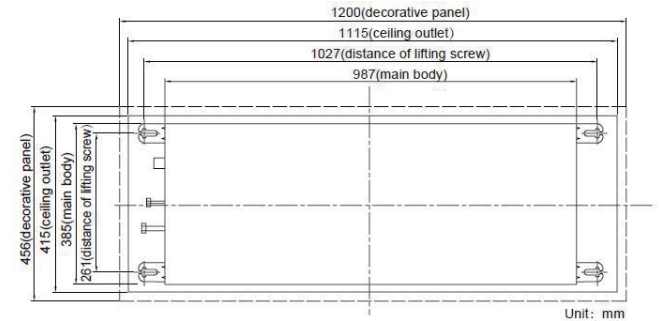 1200(decorative panel)
1115(ceiling outlet)
1027(distance of lifting screw)
987(main body)
456(decorative panel)
415(ceiling outlet)
385(main body)
261(distance of lifting screw)
Unit: mm